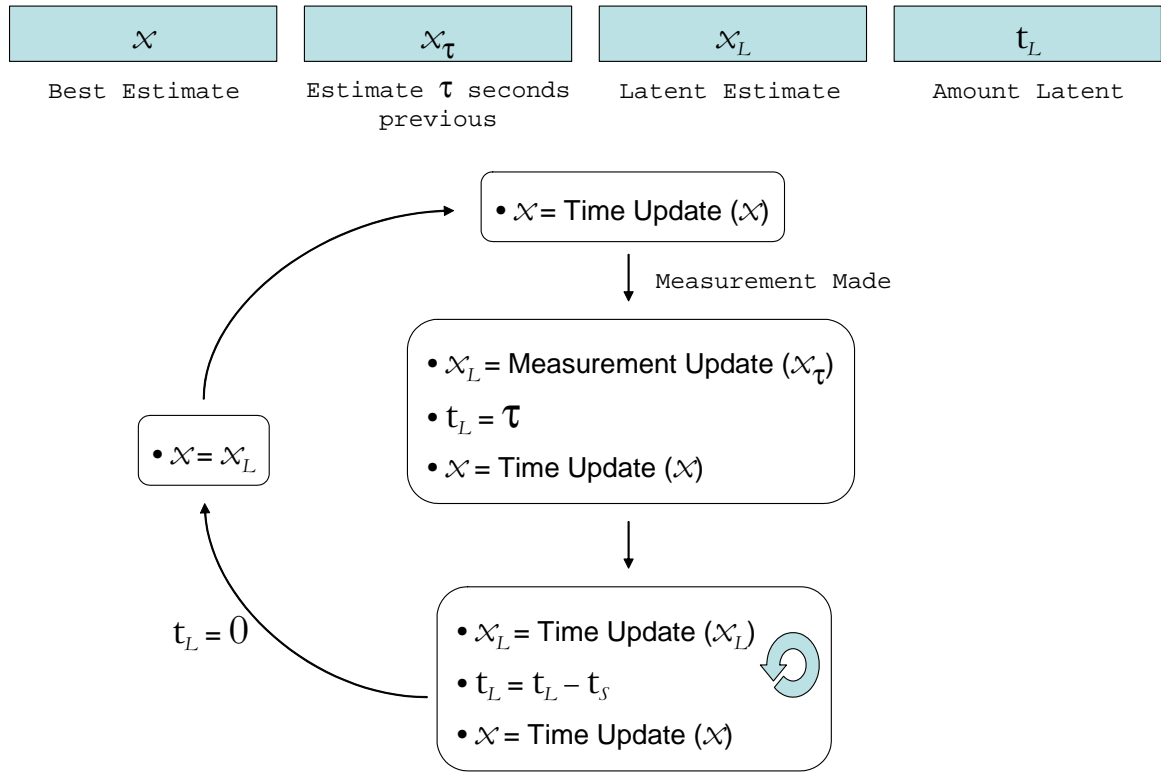 x
x_τ
x_L
t_L
Best Estimate
Estimate τ seconds
previous
Latent Estimate
Amount Latent
• x = Time Update (x)
Measurement Made
• x_L = Measurement Update (x_τ)
• t_L = τ
• x = Time Update (x)
• x = x_L
• x_L = Time Update (x_L)
• t_L = t_L – t_s
• x = Time Update (x)
t_L = 0